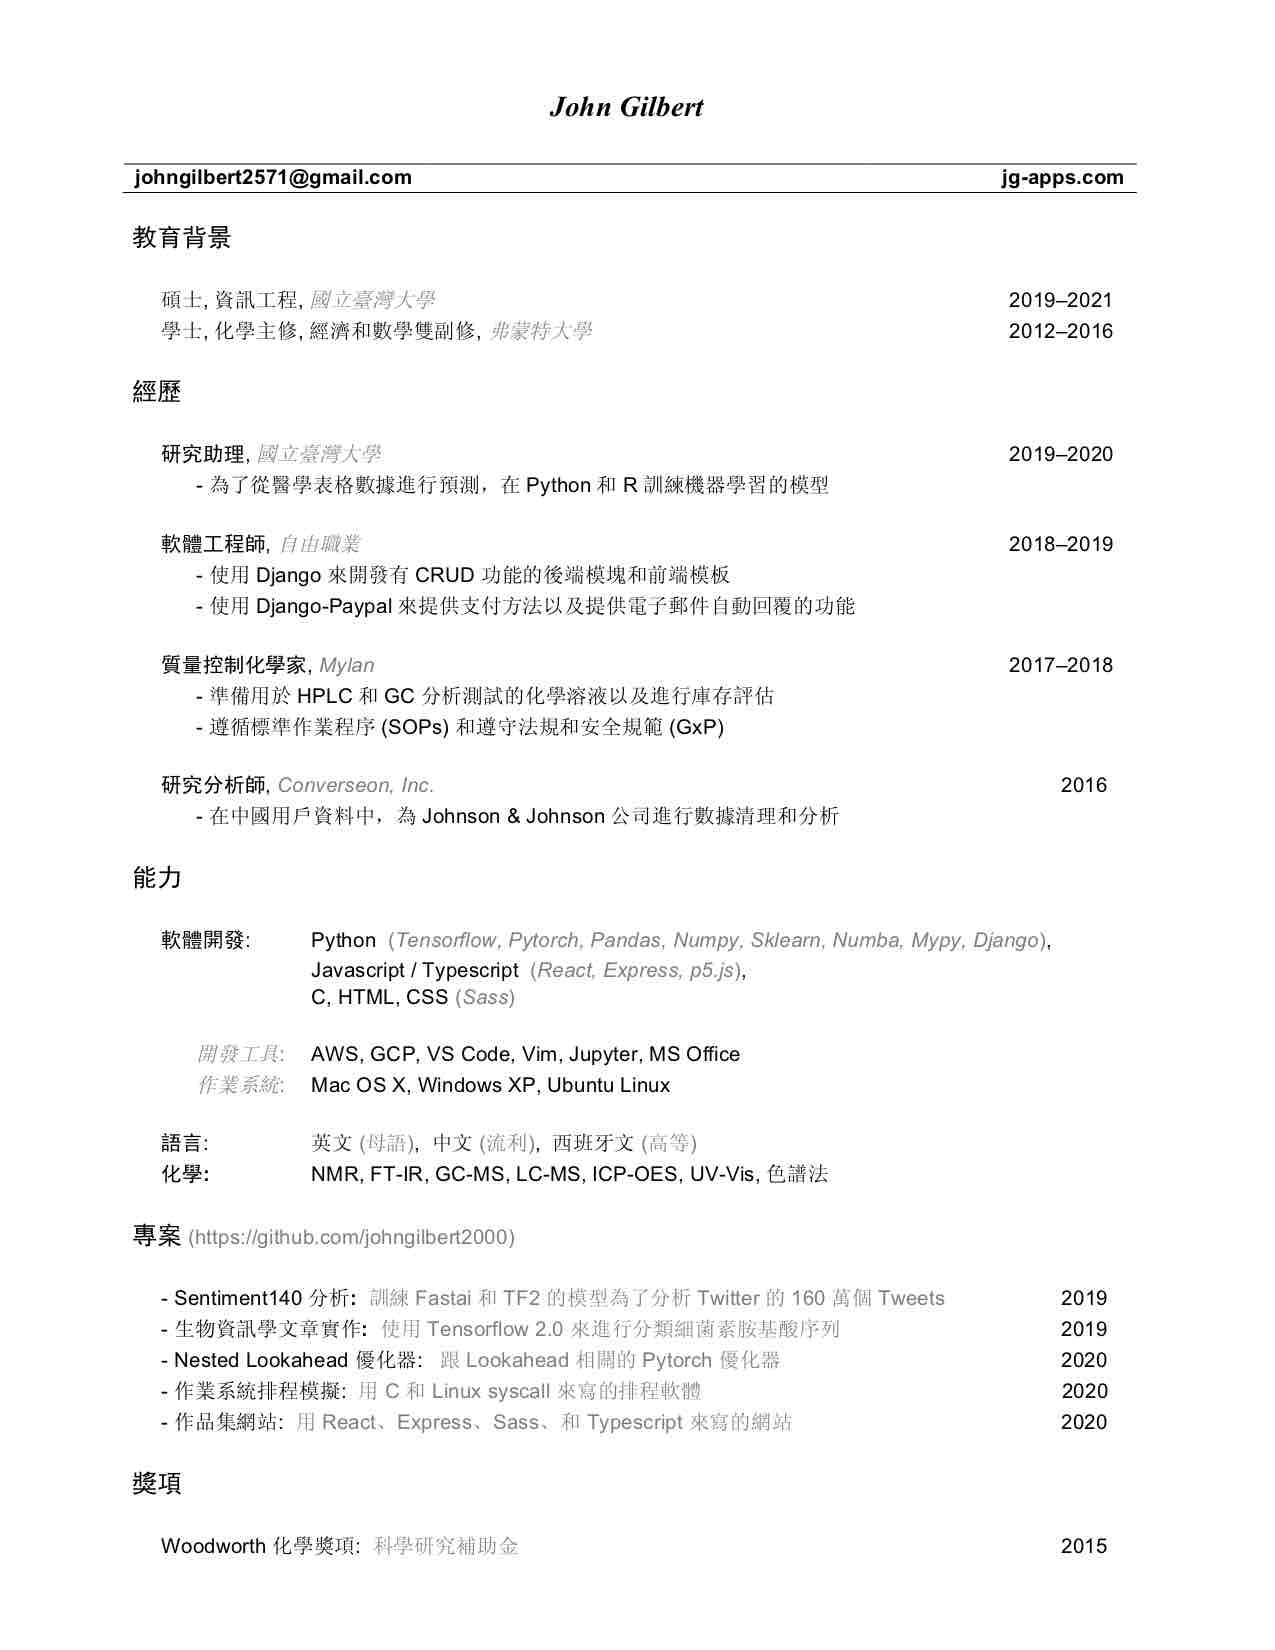 John Gilbert
johngilbert2571@gmail.com jg-apps.com
教育背景
碩士, 資訊工程, 國立臺灣大學 2019–2021
學士, 化學主修, 經濟和數學雙副修, 弗蒙特大學 2012–2016
經歷
研究助理, 國立臺灣大學 2019–2020
- 為了從醫學表格數據進行預測，在 Python 和 R 訓練機器學習的模型
軟體工程師, 自由職業 2018–2019
- 使用 Django 來開發有 CRUD 功能的後端模塊和前端模板
- 使用 Django-Paypal 來提供支付方法以及提供電子郵件自動回覆的功能
質量控制化學家, Mylan 2017–2018
- 準備用於 HPLC 和 GC 分析測試的化學溶液以及進行庫存評估
- 遵循標準作業程序 (SOPs) 和遵守法規和安全規範 (GxP)
研究分析師, Converseon, Inc. 2016
- 在中國用戶資料中，為 Johnson & Johnson 公司進行數據清理和分析
能力
軟體開發: Python (Tensorflow, Pytorch, Pandas, Numpy, Sklearn, Numba, Mypy, Django),
Javascript / Typescript (React, Express, p5.js),
C, HTML, CSS (Sass)
開發工具: AWS, GCP, VS Code, Vim, Jupyter, MS Office
作業系統: Mac OS X, Windows XP, Ubuntu Linux
語言: 英文 (母語), 中文 (流利), 西班牙文 (高等)
化學: NMR, FT-IR, GC-MS, LC-MS, ICP-OES, UV-Vis, 色譜法
專案 (https://github.com/johngilbert2000)
- Sentiment140 分析: 訓練 Fastai 和 TF2 的模型為了分析 Twitter 的 160 萬個 Tweets 2019
- 生物資訊學文章實作: 使用 Tensorflow 2.0 來進行分類細菌素胺基酸序列 2019
- Nested Lookahead 優化器: 跟 Lookahead 相關的 Pytorch 優化器 2020
- 作業系統排程模擬: 用 C 和 Linux syscall 來寫的排程軟體 2020
- 作品集網站: 用 React、Express、Sass、和 Typescript 來寫的網站 2020
獎項
Woodworth 化學獎項: 科學研究補助金 2015